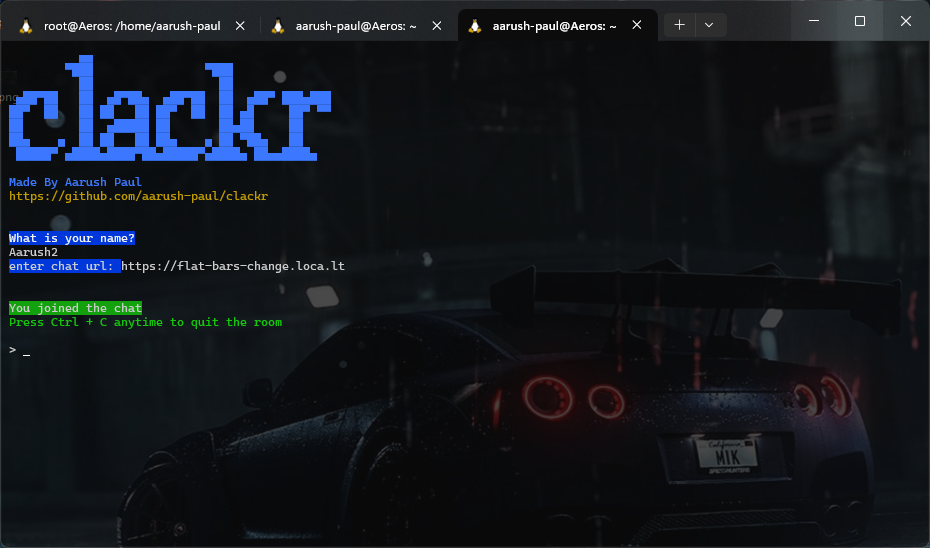 root@Aeros: /home/aarush-paul
aarush-paul@Aeros: ~
aarush-paul@Aeros: ~
clackr
Made By Aarush Paul
https://github.com/aarush-paul/clackr
What is your name?
Aarush2
enter chat url: https://flat-bars-change.loca.lt
You joined the chat
Press Ctrl + C anytime to quit the room
> _
California
M1K
SPEEDHUNTERS